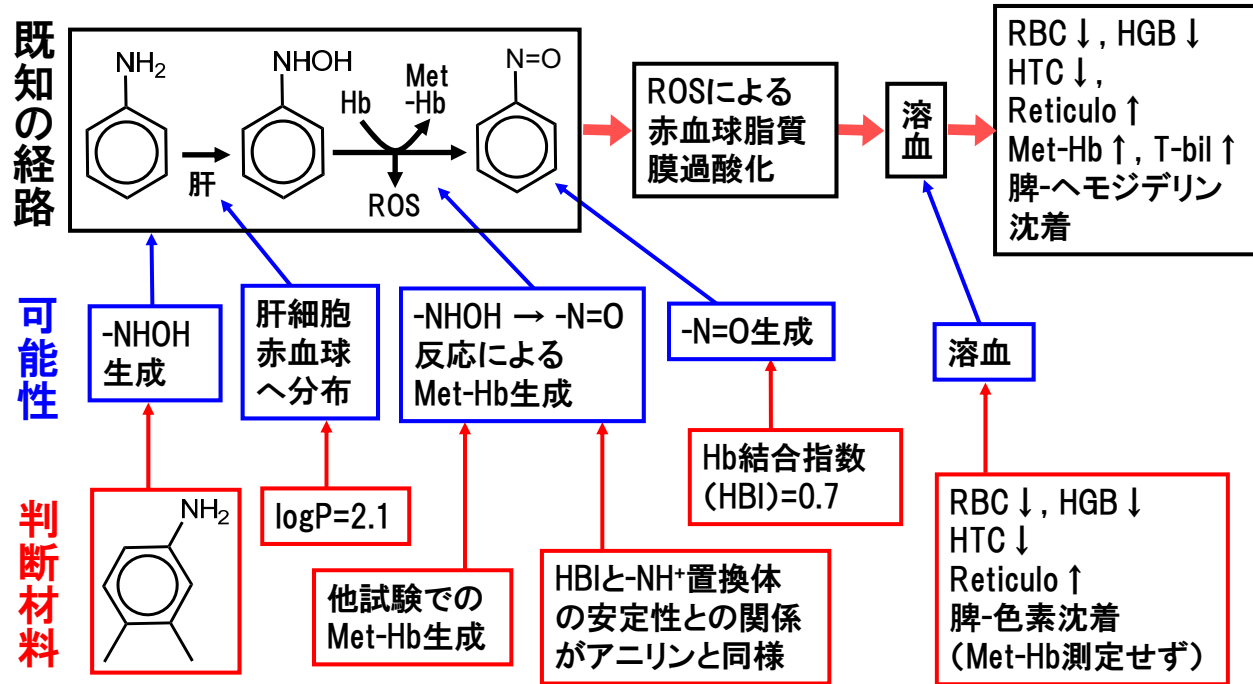 既知の経路
NH2
肝
NHOH
Hb
Met
-Hb
ROS
N=O
ROSによる
赤血球脂質
膜過酸化
溶血
RBC↓, HGB↓
HTC↓,
Reticulo↑
Met-Hb↑, T-bil↑
脾-ヘモジデリン
沈着
可能性
-NHOH
生成
肝細胞
赤血球
へ分布
-NHOH → -N=O
反応による
Met-Hb生成
-N=O生成
溶血
判断材料
NH2
logP=2.1
他試験での
Met-Hb生成
HBIと-NH+置換体
の安定性との関係
がアニリンと同様
Hb結合指数
(HBI)=0.7
RBC↓, HGB↓
HTC↓
Reticulo↑
脾-色素沈着
(Met-Hb測定せず)